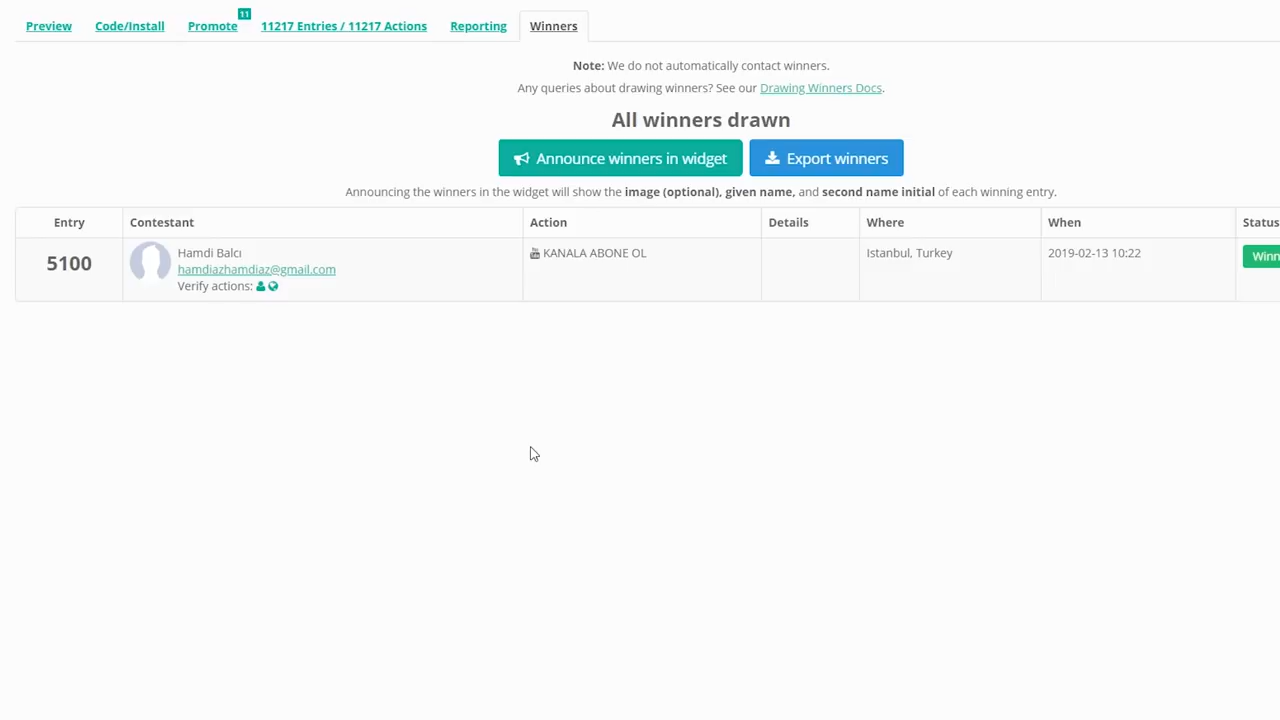 Preview Code/Install Promote 11 11217 Entries / 11217 Actions Reporting Winners
Note: We do not automatically contact winners.
Any queries about drawing winners? See our Drawing Winners Docs.
All winners drawn
Announce winners in widget Export winners
Announcing the winners in the widget will show the image (optional), given name, and second name initial of each winning entry.
Entry Contestant Action Details Where When Status
5100 Hamdi Balcı KANALA ABONE OL Istanbul, Turkey 2019-02-13 10:22 Winn
hamdiazhamdiaz@gmail.com
Verify actions: